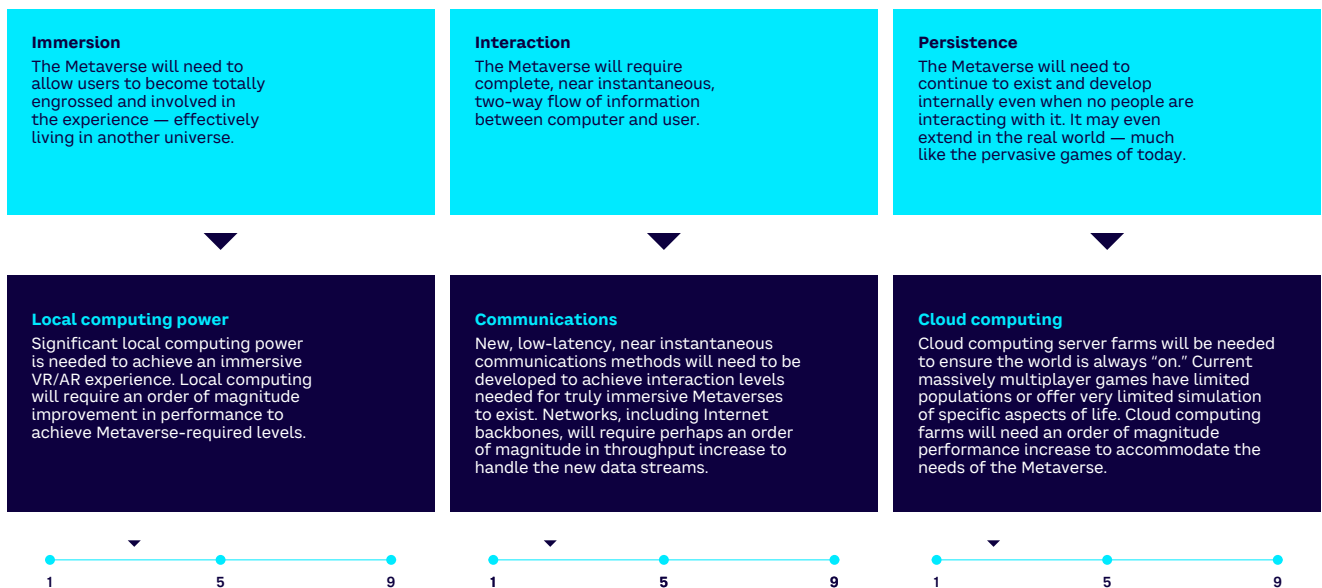 Immersion
The Metaverse will need to
allow users to become totally
engrossed and involved in
the experience — effectively
living in another universe.
Interaction
The Metaverse will require
complete, near instantaneous,
two-way flow of information
between computer and user.
Persistence
The Metaverse will need to
continue to exist and develop
internally even when no people are
interacting with it. It may even
extend in the real world — much
like the pervasive games of today.
Local computing power
Significant local computing power
is needed to achieve an immersive
VR/AR experience. Local computing
will require an order of magnitude
improvement in performance to
achieve Metaverse-required levels.
Communications
New, low-latency, near instantaneous
communications methods will need to be
developed to achieve interaction levels
needed for truly immersive Metaverses
to exist. Networks, including Internet
backbones, will require perhaps an order
of magnitude in throughput increase to
handle the new data streams.
Cloud computing
Cloud computing server farms will be needed
to ensure the world is always “on.” Current
massively multiplayer games have limited
populations or offer very limited simulation
of specific aspects of life. Cloud computing
farms will need an order of magnitude
performance increase to accommodate the
needs of the Metaverse.
1 5 9
1 5 9
1 5 9